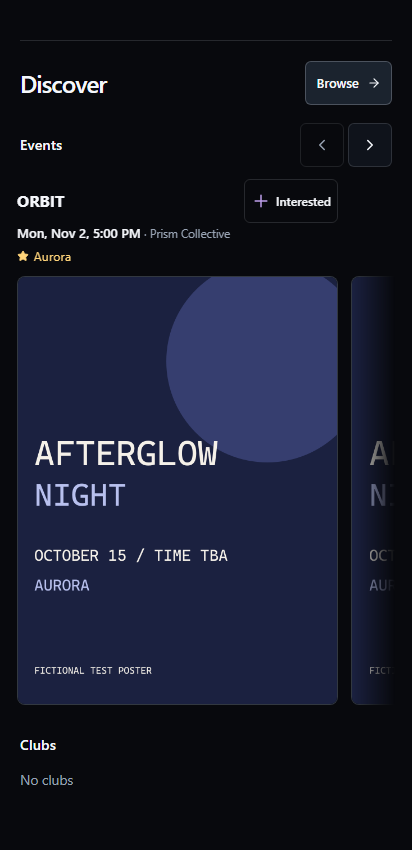 Discover
Browse →
Events
ORBIT
+ Interested
Mon, Nov 2, 5:00 PM · Prism Collective
★ Aurora
AFTERGLOW
NIGHT
OCTOBER 15 / TIME TBA
AURORA
FICTIONAL TEST POSTER
Clubs
No clubs